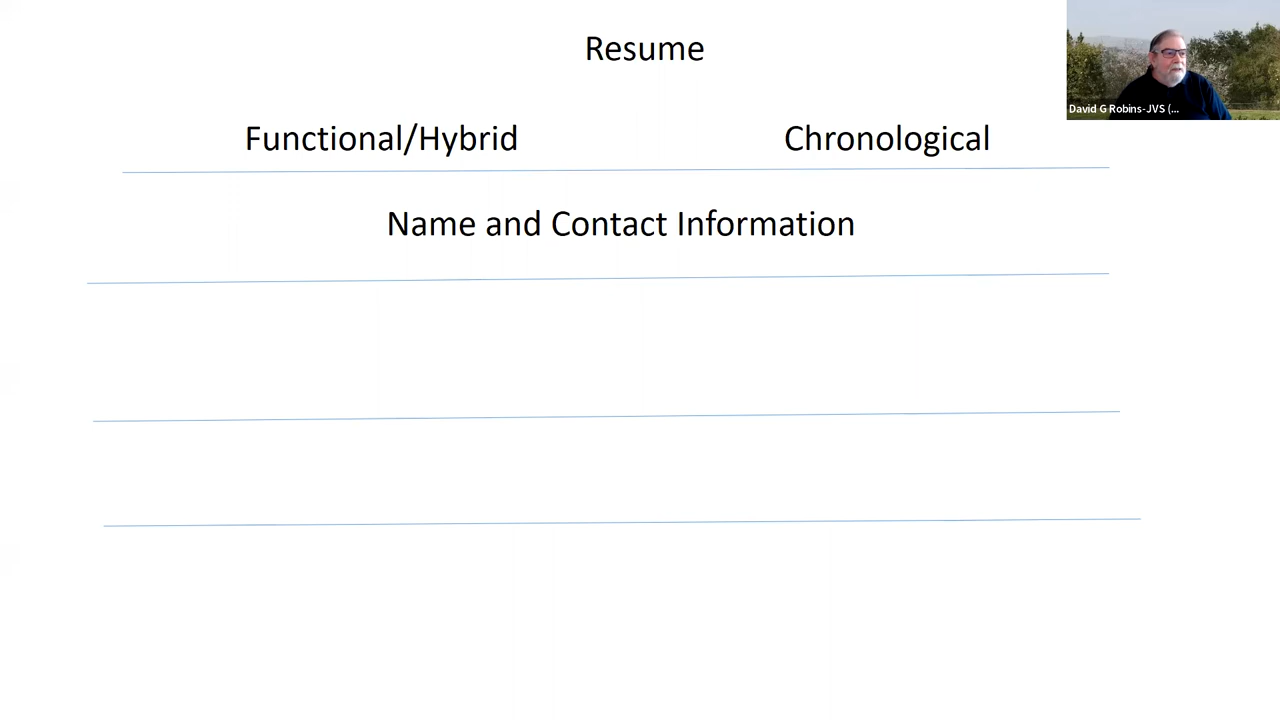 Resume
David G Robins-JVS (...
Functional/Hybrid
Chronological
Name and Contact Information